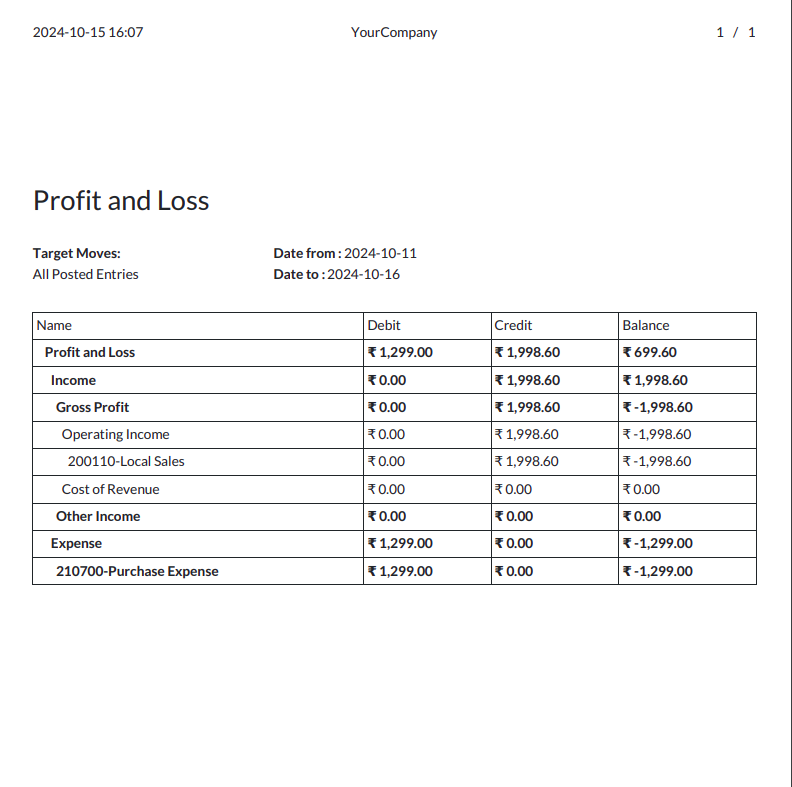 2024-10-15 16:07 YourCompany 1 / 1
Profit and Loss
Target Moves: Date from : 2024-10-11
All Posted Entries Date to : 2024-10-16
Name Debit Credit Balance
Profit and Loss ₹ 1,299.00 ₹ 1,998.60 ₹ 699.60
Income ₹ 0.00 ₹ 1,998.60 ₹ 1,998.60
Gross Profit ₹ 0.00 ₹ 1,998.60 ₹ -1,998.60
Operating Income ₹ 0.00 ₹ 1,998.60 ₹ -1,998.60
200110-Local Sales ₹ 0.00 ₹ 1,998.60 ₹ -1,998.60
Cost of Revenue ₹ 0.00 ₹ 0.00 ₹ 0.00
Other Income ₹ 0.00 ₹ 0.00 ₹ 0.00
Expense ₹ 1,299.00 ₹ 0.00 ₹ -1,299.00
210700-Purchase Expense ₹ 1,299.00 ₹ 0.00 ₹ -1,299.00